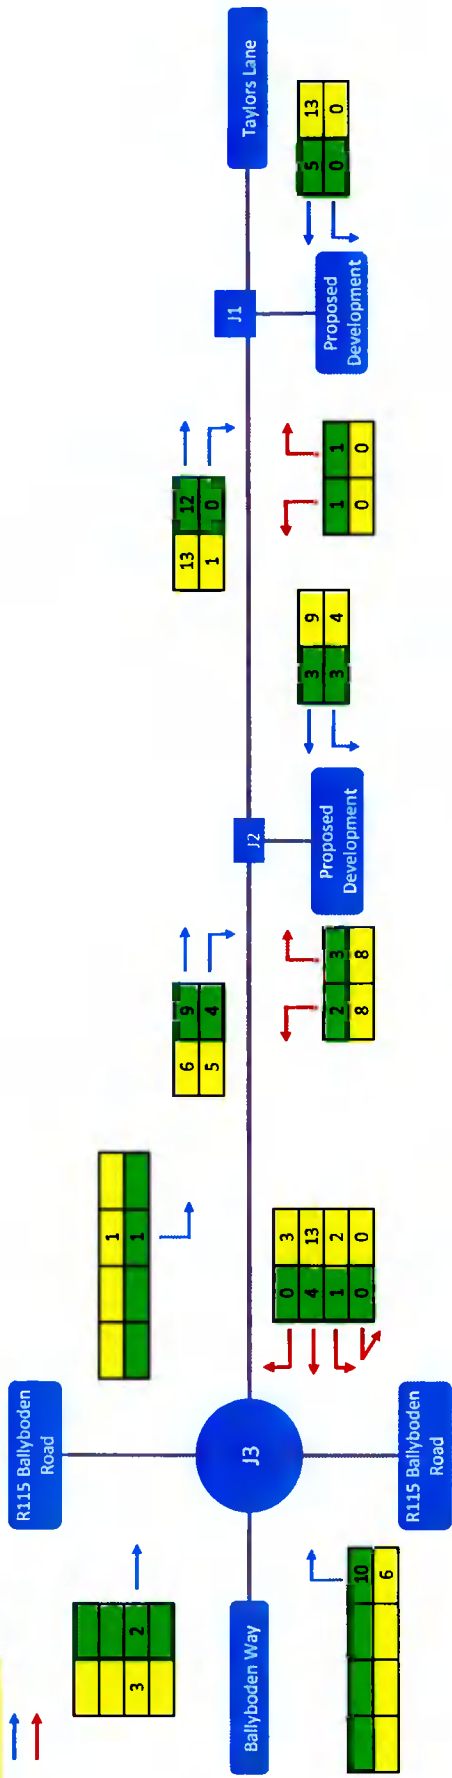 R115 Ballyboden
Road
3 2
1
1
6 9
5 4
13 12
1 0
Ballyboden Way
J3
J2
J1
Taylors Lane
0 3
4 13
1 2
0 0
3 9
3 4
5 13
0 0
Proposed
Development
Proposed
Development
2 3
8 8
1 1
0 0
10
6
R115 Ballyboden
Road